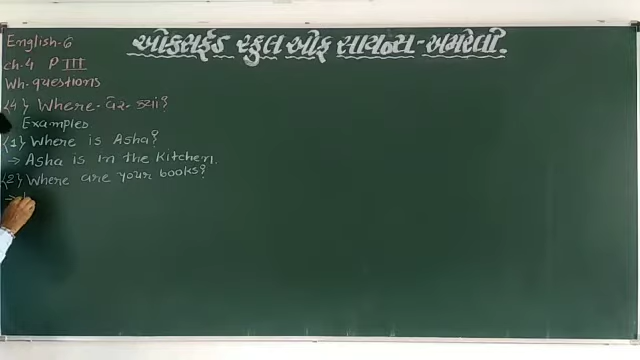 ઓક્સફર્ડ સ્કુલ ઓફ સાયન્સ-અમરેલી.
English-6
ch-4 P III
Wh-questions
{4} Where-વેર-ક્યાં?
Examples
{1} Where is Asha?
→ Asha is in the kitchen.
{2} Where are your books?
→